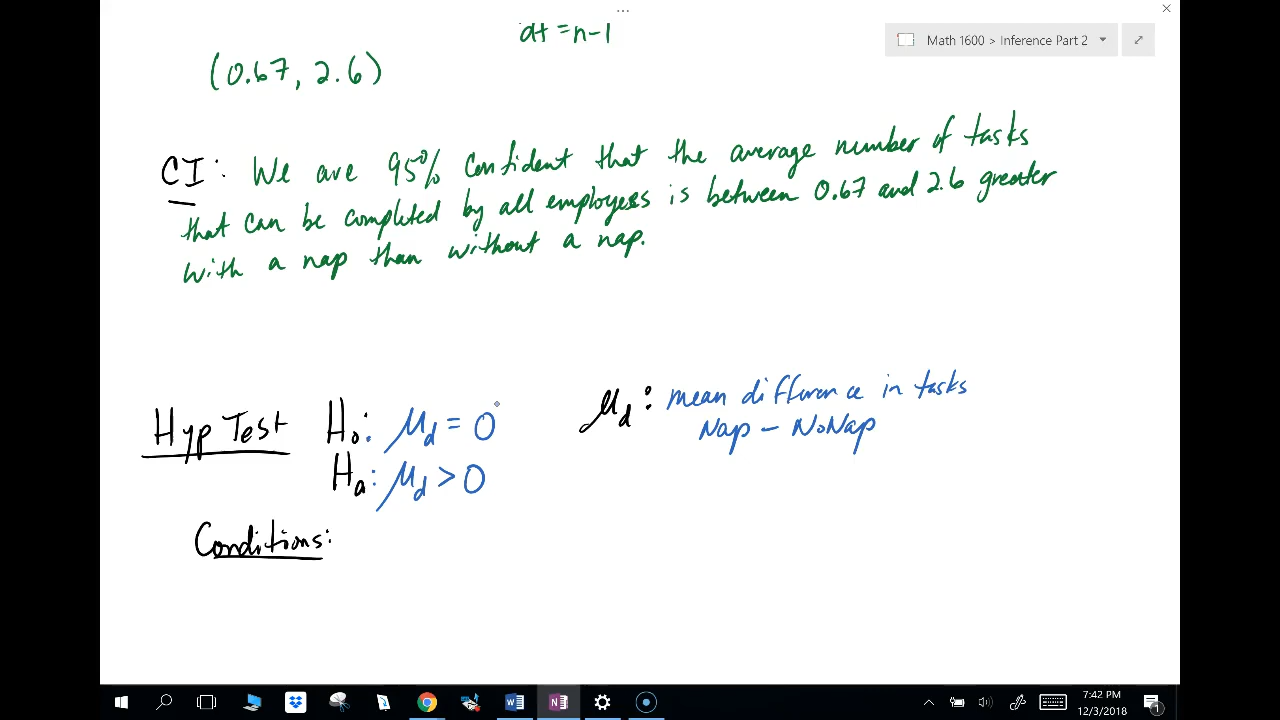 df = n-1
Math 1600 > Inference Part 2
(0.67, 2.6)
CI: We are 95% confident that the average number of tasks
that can be completed by all employees is between 0.67 and 2.6 greater
with a nap than without a nap.
Hyp Test H₀: μd = 0
μd: mean difference in tasks
Nap - NoNap
Ha: μd > 0
Conditions:
7:42 PM
12/3/2018